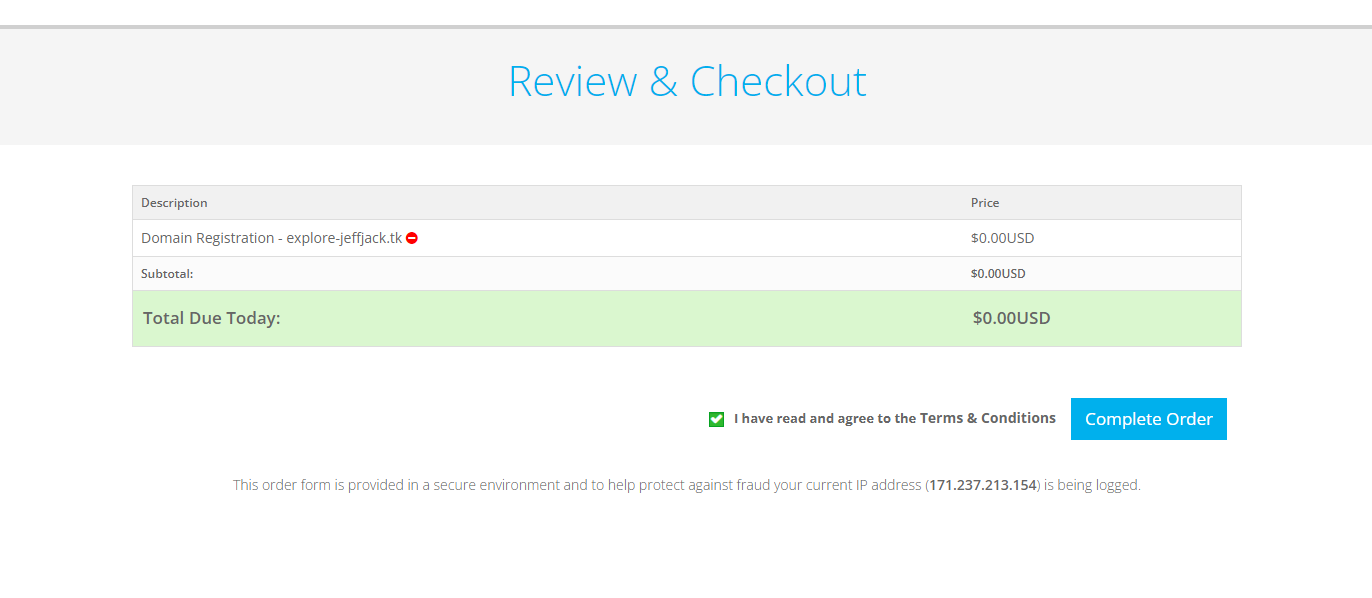 Review & Checkout
Description Price
Domain Registration - explore-jeffjack.tk $0.00USD
Subtotal: $0.00USD
Total Due Today: $0.00USD
I have read and agree to the Terms & Conditions Complete Order
This order form is provided in a secure environment and to help protect against fraud your current IP address (171.237.213.154) is being logged.